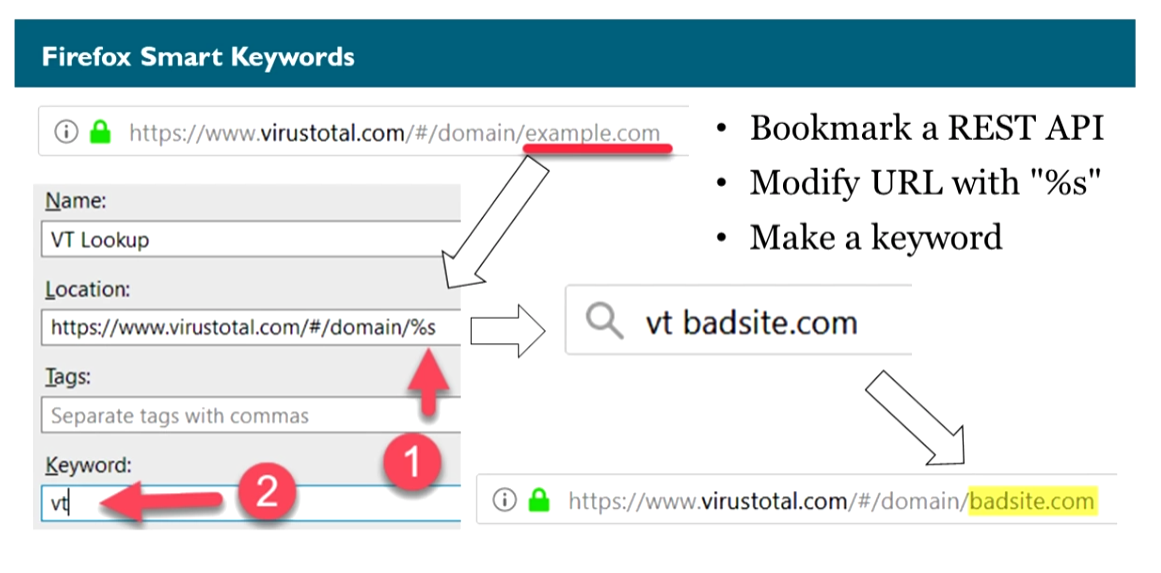 Firefox Smart Keywords
https://www.virustotal.com/#/domain/example.com
• Bookmark a REST API
• Modify URL with "%s"
• Make a keyword
Name:
VT Lookup
Location:
https://www.virustotal.com/#/domain/%s
Tags:
Separate tags with commas
Keyword:
vt
1
2
vt badsite.com
https://www.virustotal.com/#/domain/badsite.com